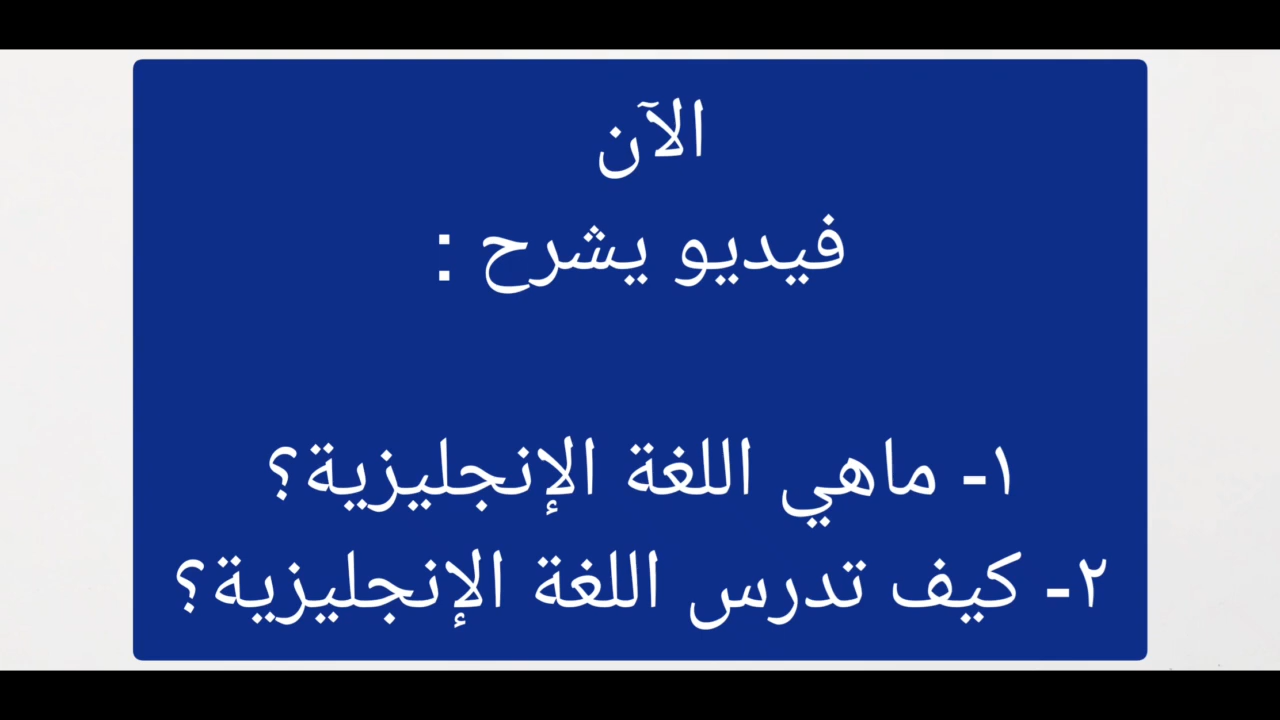 الآن
فيديو يشرح :
١- ماهي اللغة الإنجليزية؟
٢- كيف تدرس اللغة الإنجليزية؟